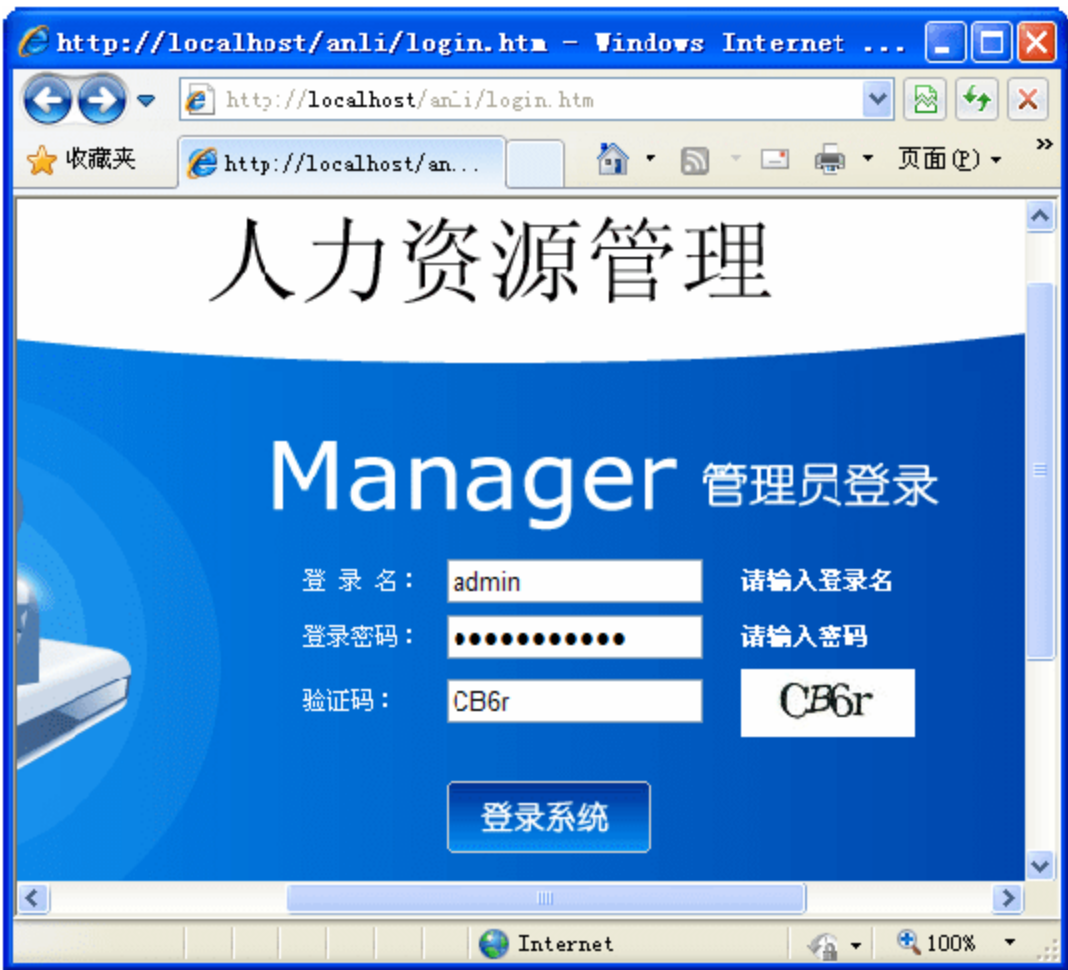 http://localhost/anli/login.htm - Windows Internet ...
http://localhost/anli/login.htm
收藏夹 http://localhost/an... 页面(P) »
人力资源管理
Manager 管理员登录
登 录 名： admin 请输入登录名
登录密码： ●●●●●●●●●●● 请输入密码
验证码： CB6r CB6r
登录系统
Internet 100%